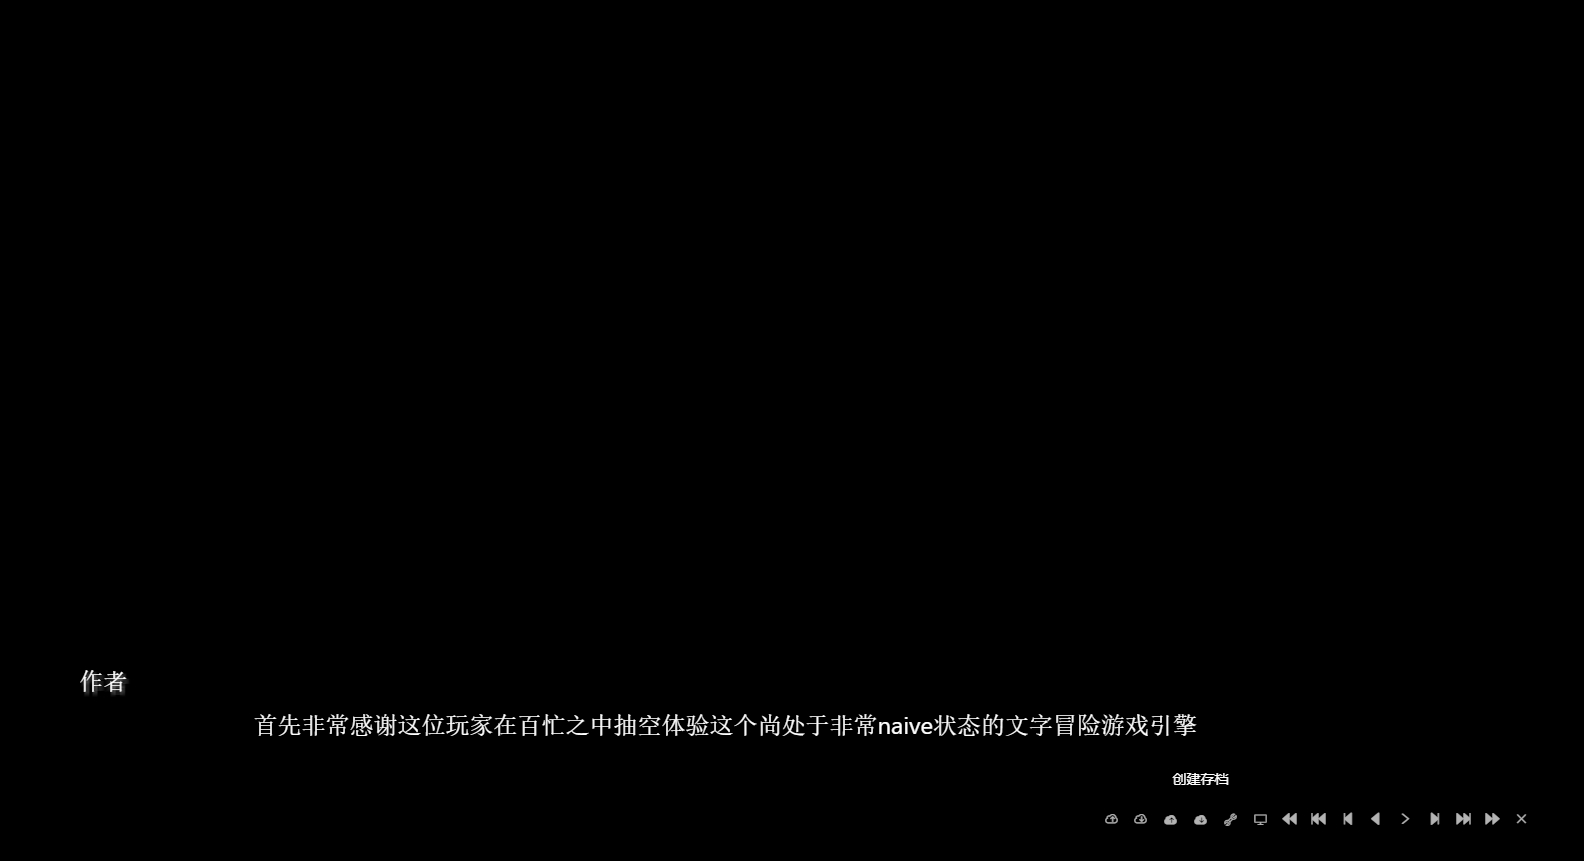 作者
首先非常感谢这位玩家在百忙之中抽空体验这个尚处于非常naive状态的文字冒险游戏引擎
创建存档